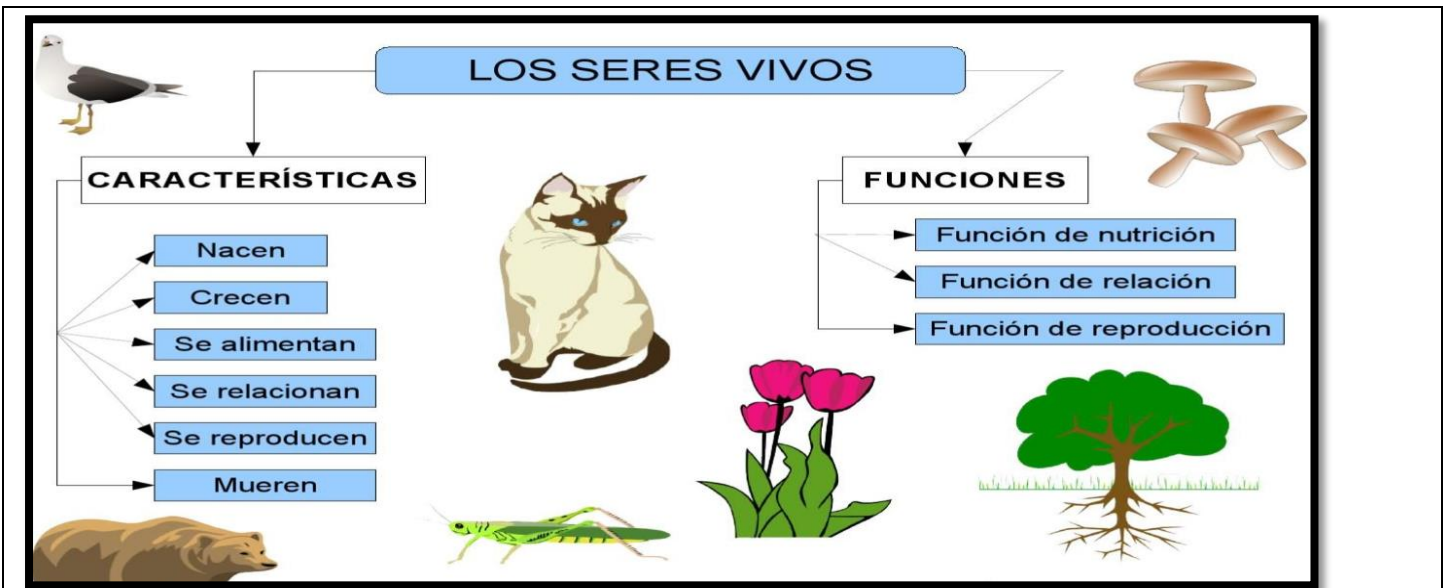 LOS SERES VIVOS
CARACTERÍSTICAS
Nacen
Crecen
Se alimentan
Se relacionan
Se reproducen
Mueren
FUNCIONES
Función de nutrición
Función de relación
Función de reproducción